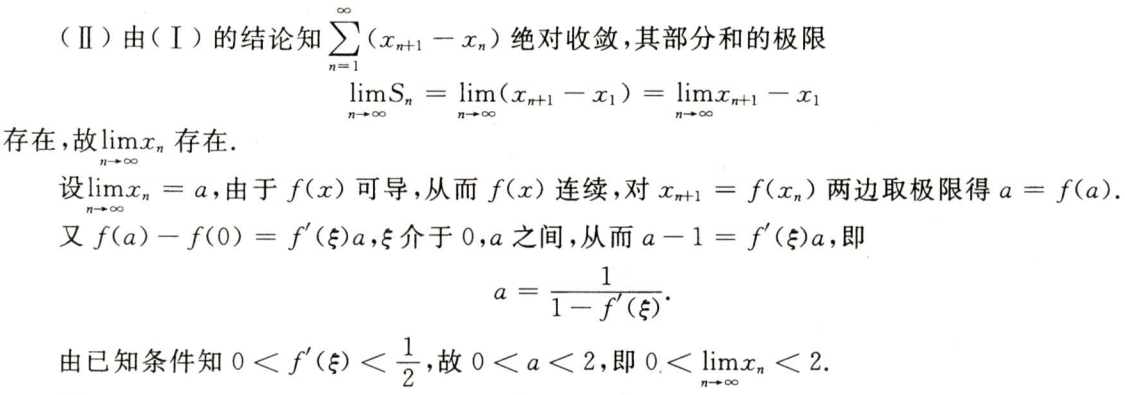 (Ⅱ)由(Ⅰ)的结论知 $\sum_{n=1}^{\infty}(x_{n+1}-x_n)$ 绝对收敛,其部分和的极限
$\lim_{n\to\infty}S_n=\lim_{n\to\infty}(x_{n+1}-x_1)=\lim_{n\to\infty}x_{n+1}-x_1$
存在,故$\lim_{n\to\infty}x_n$ 存在.
设$\lim_{n\to\infty}x_n=a$,由于 $f(x)$ 可导,从而 $f(x)$ 连续,对 $x_{n+1}=f(x_n)$ 两边取极限得 $a=f(a)$.
又 $f(a)-f(0)=f'(\xi)a$,$\xi$ 介于 0,$a$ 之间,从而 $a-1=f'(\xi)a$,即
$a=\frac{1}{1-f'(\xi)}$.
由已知条件知 $0<f'(\xi)<\frac{1}{2}$,故 $0<a<2$,即 $0<\lim_{n\to\infty}x_n<2$.